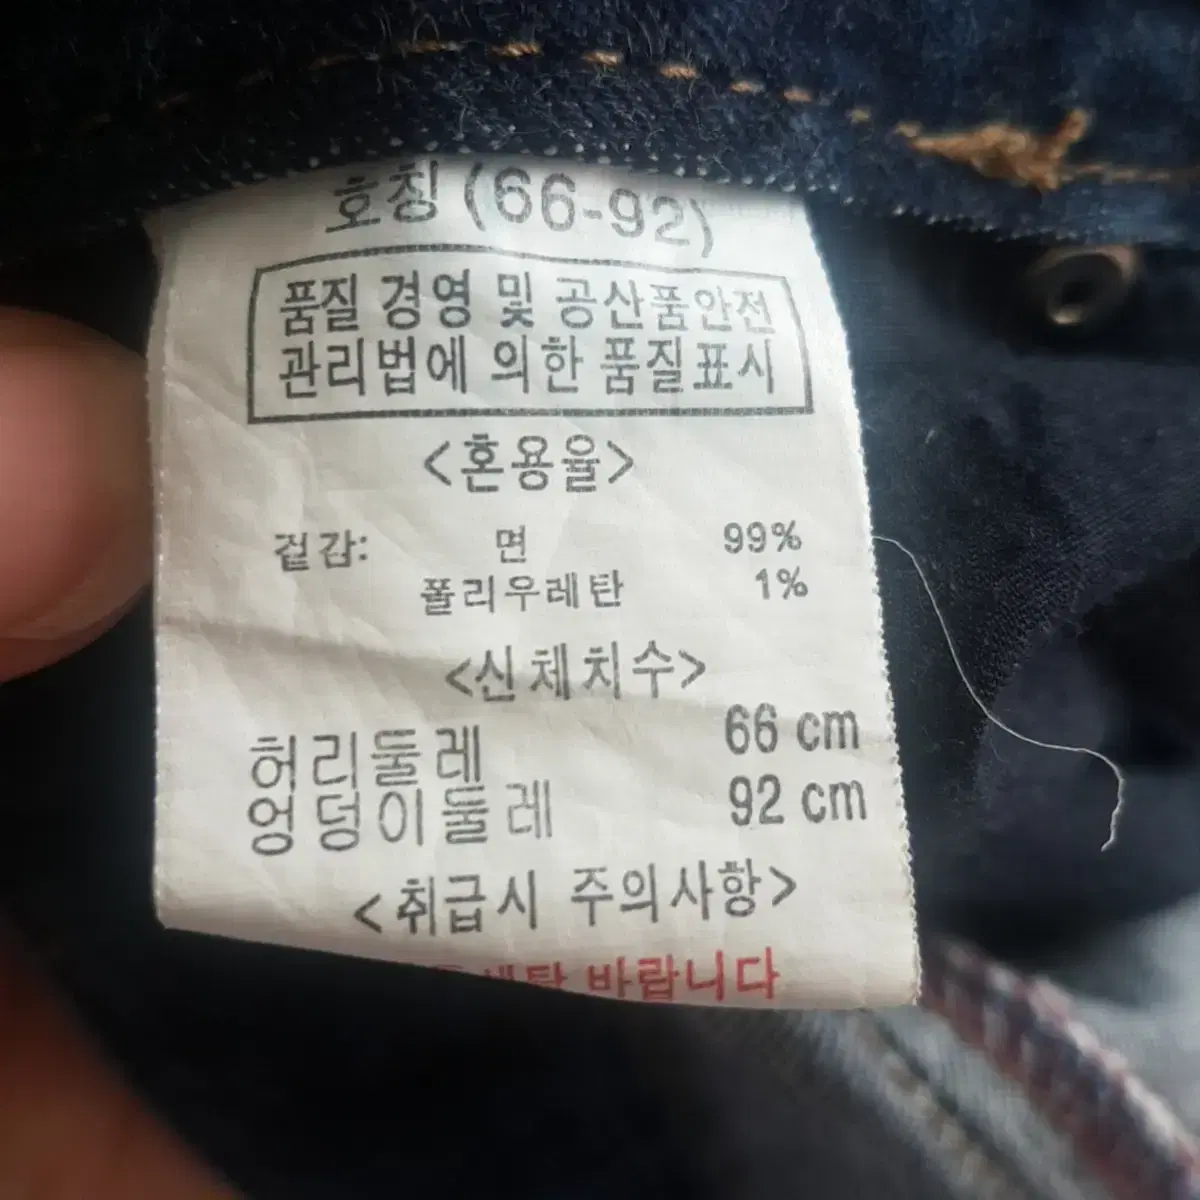 호칭 (66-92)
품질 경영 및 공산품안전
관리법에 의한 품질표시
<혼용율>
겉감: 면 99%
폴리우레탄 1%
<신체치수>
허리둘레 66 cm
엉덩이둘레 92 cm
<취급시 주의사항>
바랍니다